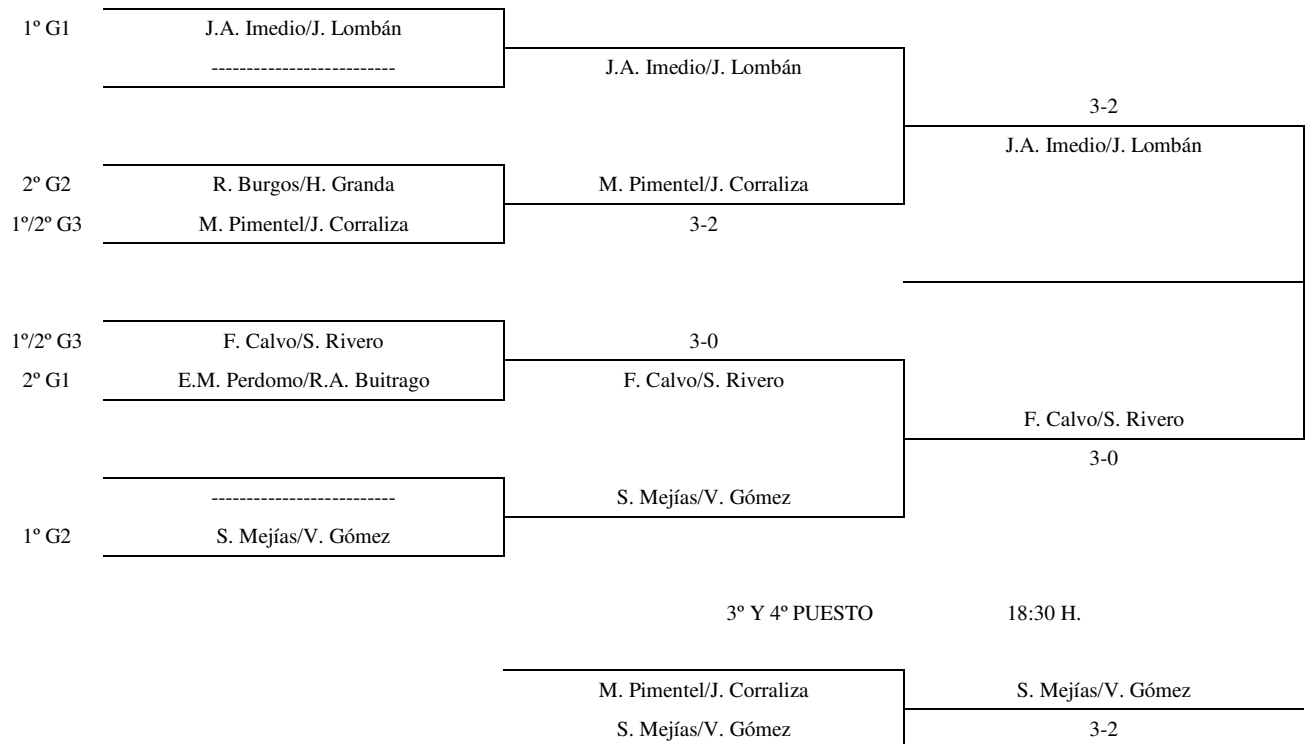 1º G1 J.A. Imedio/J. Lombán
-------------------------- J.A. Imedio/J. Lombán
3-2
J.A. Imedio/J. Lombán
2º G2 R. Burgos/H. Granda M. Pimentel/J. Corraliza
1º/2º G3 M. Pimentel/J. Corraliza 3-2
1º/2º G3 F. Calvo/S. Rivero 3-0
2º G1 E.M. Perdomo/R.A. Buitrago F. Calvo/S. Rivero
F. Calvo/S. Rivero
3-0
-------------------------- S. Mejías/V. Gómez
1º G2 S. Mejías/V. Gómez
3º Y 4º PUESTO 18:30 H.
M. Pimentel/J. Corraliza S. Mejías/V. Gómez
S. Mejías/V. Gómez 3-2